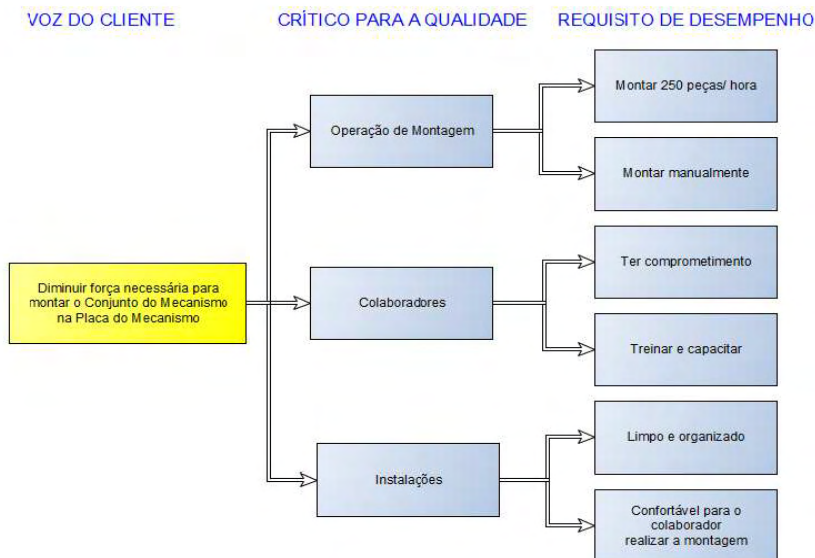 VOZ DO CLIENTE
CRÍTICO PARA A QUALIDADE
REQUISITO DE DESEMPENHO
Diminuir força necessária para
montar o Conjunto do Mecanismo
na Placa do Mecanismo
Operação de Montagem
Montar 250 peças/ hora
Montar manualmente
Colaboradores
Ter comprometimento
Treinar e capacitar
Instalações
Limpo e organizado
Confortável para o
colaborador
realizar a montagem